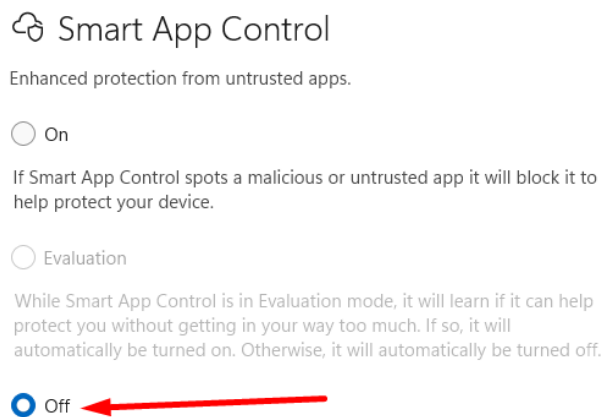 Smart App Control
Enhanced protection from untrusted apps.
On
If Smart App Control spots a malicious or untrusted app it will block it to
help protect your device.
Evaluation
While Smart App Control is in Evaluation mode, it will learn if it can help
protect you without getting in your way too much. If so, it will
automatically be turned on. Otherwise, it will automatically be turned off.
Off